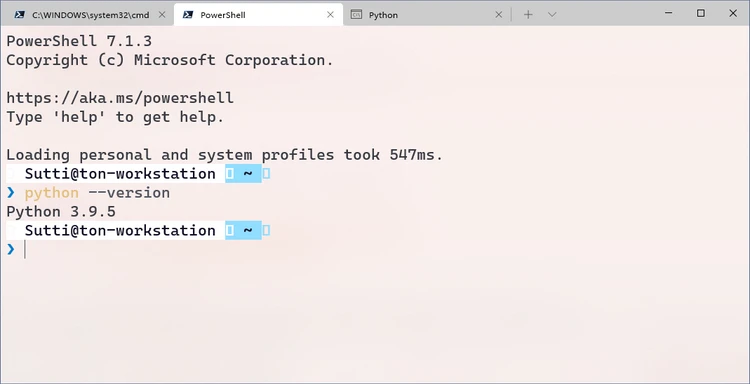 C:\WINDOWS\system32\cmd
PowerShell
Python
PowerShell 7.1.3
Copyright (c) Microsoft Corporation.
https://aka.ms/powershell
Type 'help' to get help.
Loading personal and system profiles took 547ms.
Sutti@ton-workstation ~
❯ python --version
Python 3.9.5
Sutti@ton-workstation ~
❯